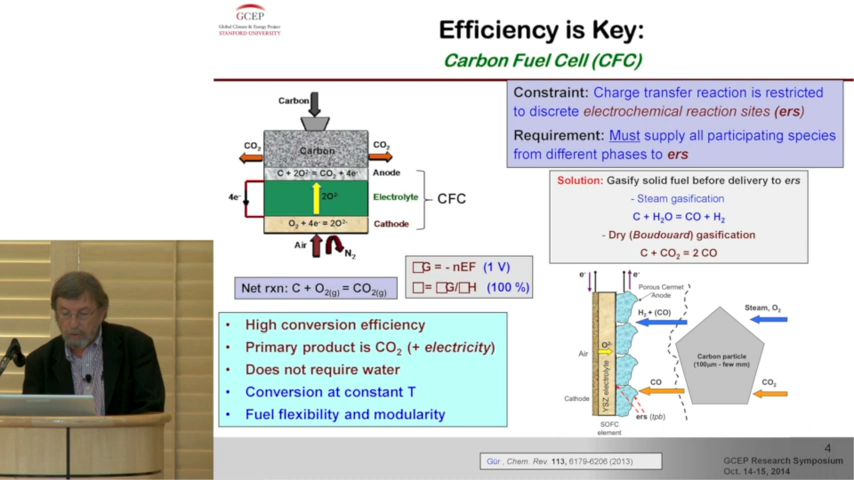 GCEP
Global Climate & Energy Project
STANFORD UNIVERSITY
Efficiency is Key:
Carbon Fuel Cell (CFC)
Carbon
CO2
CO2
Carbon
C + 2O2- = CO2 + 4e-
Anode
4e-
2O2-
Electrolyte
CFC
O2 + 4e- = 2O2-
Cathode
Air
N2
Constraint: Charge transfer reaction is restricted
to discrete electrochemical reaction sites (ers)
Requirement: Must supply all participating species
from different phases to ers
Solution: Gasify solid fuel before delivery to ers
- Steam gasification
C + H2O = CO + H2
- Dry (Boudouard) gasification
C + CO2 = 2 CO
Net rxn: C + O2(g) = CO2(g)
□G = - nEF (1 V)
□= □G/□H (100 %)
• High conversion efficiency
• Primary product is CO2 (+ electricity)
• Does not require water
• Conversion at constant T
• Fuel flexibility and modularity
e-
e-
Porous Cermet
Anode
H2 + (CO)
Steam, O2
Air
O2-
YSZ electrolyte
Carbon particle
(100μm - few mm)
CO
CO2
Cathode
ers (tpb)
SOFC
element
Gür, Chem. Rev. 113, 6179-6206 (2013)
4
GCEP Research Symposium
Oct. 14-15, 2014